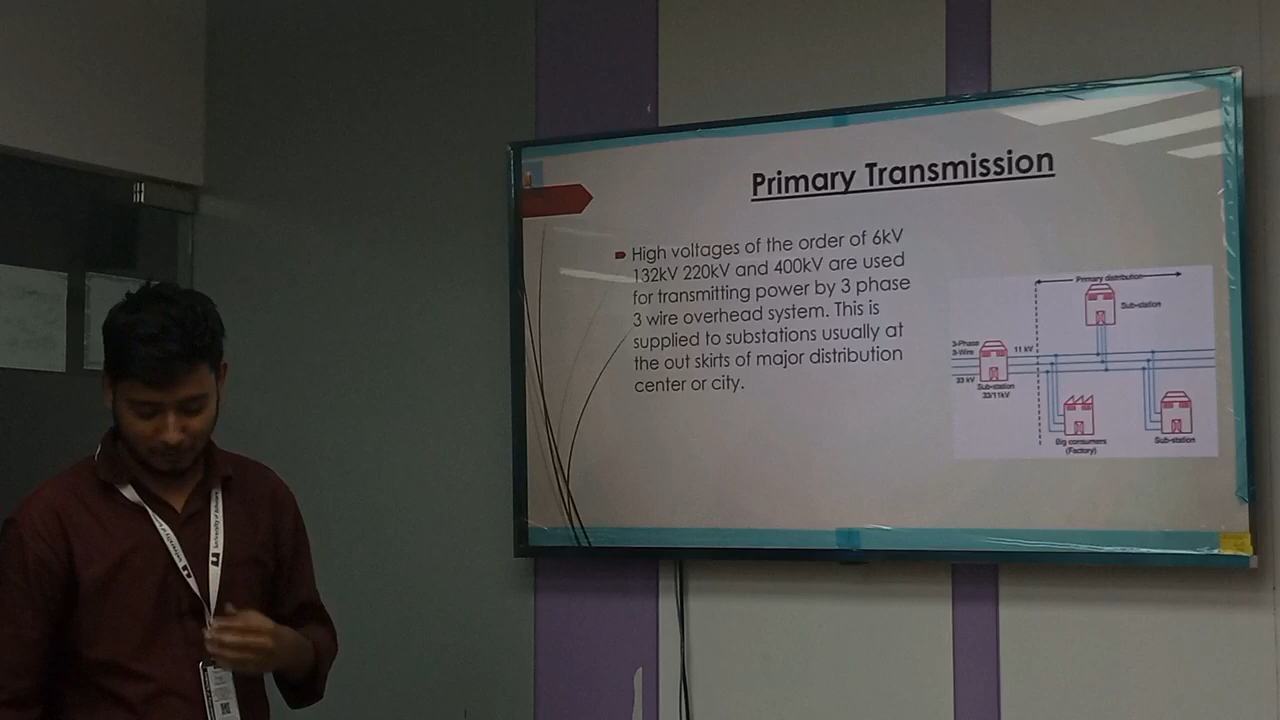 Primary Transmission
High voltages of the order of 6kV
132kV 220kV and 400kV are used
for transmitting power by 3 phase
3 wire overhead system. This is
supplied to substations usually at
the out skirts of major distribution
center or city.
Primary distribution
Sub-station
3-Phase
3-Wire
11 kV
33 kV
Sub-station
33/11kV
Big consumers
(Factory)
Sub-station